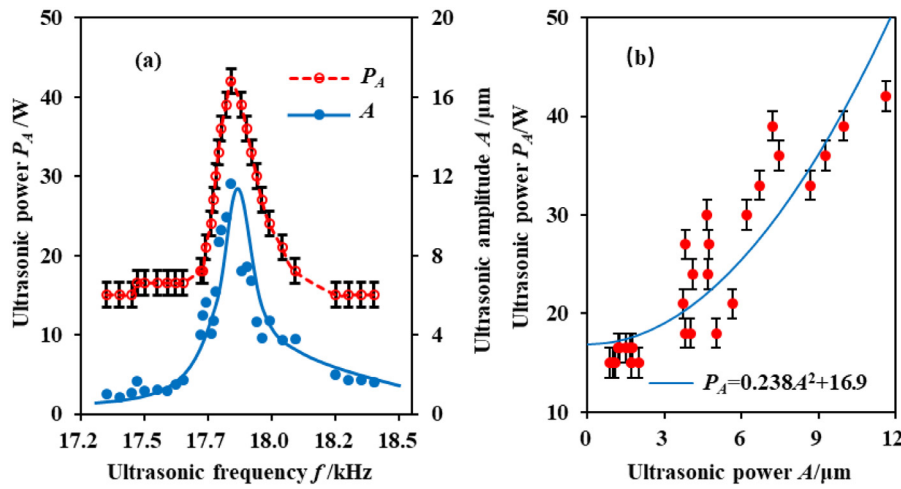 50
40
30
20
10
0
Ultrasonic power P_A /W
(a)
P_A
A
20
16
12
8
4
0
Ultrasonic amplitude A /μm
17.2
17.5
17.7
18.0
18.2
18.5
Ultrasonic frequency f /kHz
50
40
30
20
10
Ultrasonic power P_A/W
(b)
P_A=0.238A²+16.9
0
3
6
9
12
Ultrasonic power A/μm